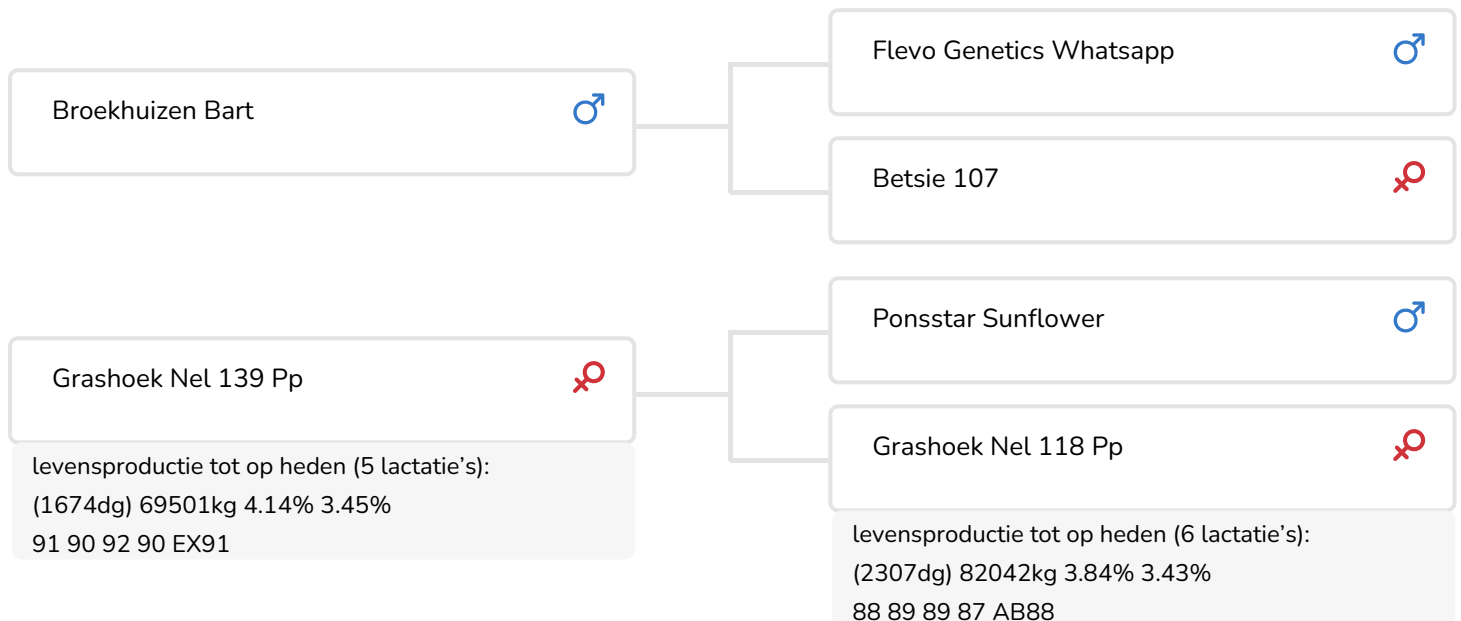 Flevo Genetics Whatsapp
Broekhuizen Bart
Betsie 107
Ponsstar Sunflower
Grashoek Nel 139 Pp
levensproductie tot op heden (5 lactatie’s):
(1674dg) 69501kg 4.14% 3.45%
91 90 92 90 EX91
Grashoek Nel 118 Pp
levensproductie tot op heden (6 lactatie’s):
(2307dg) 82042kg 3.84% 3.43%
88 89 89 87 AB88